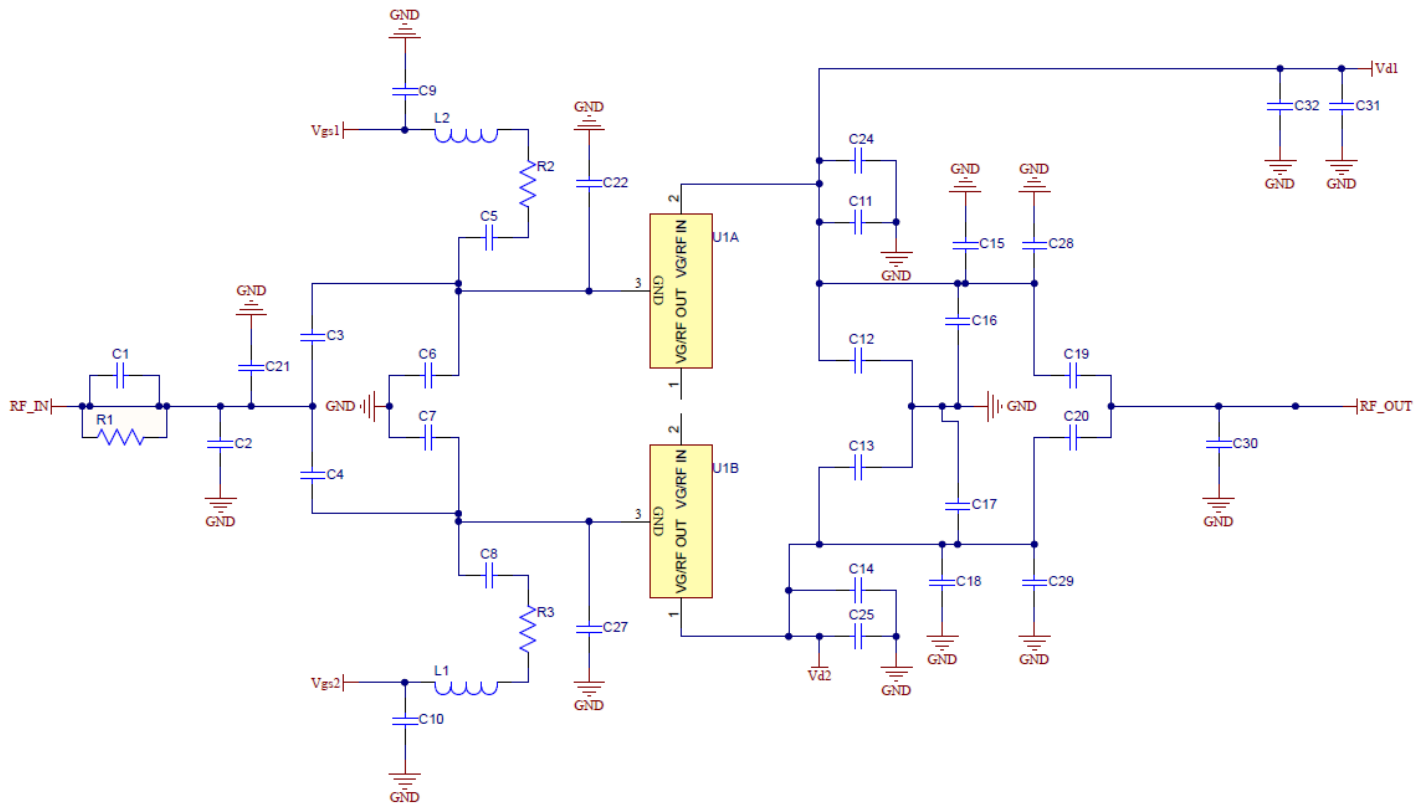 GND
C9
Vgs1
L2
R2
GND
C22
C5
2
U1A
VG/RF IN
GND
VG/RF OUT
3
1
Vd1
C32
C31
GND
GND
C24
C11
GND
GND
C15
GND
C28
GND
C21
C3
C1
RF_IN
R1
C2
GND
C4
C6
GND
C7
C12
C16
GND
C13
C17
C19
C20
RF_OUT
C30
GND
2
U1B
VG/RF IN
GND
VG/RF OUT
3
1
C8
R3
C27
GND
Vgs2
L1
C10
GND
C14
C25
Vd2
GND
C18
GND
C29
GND